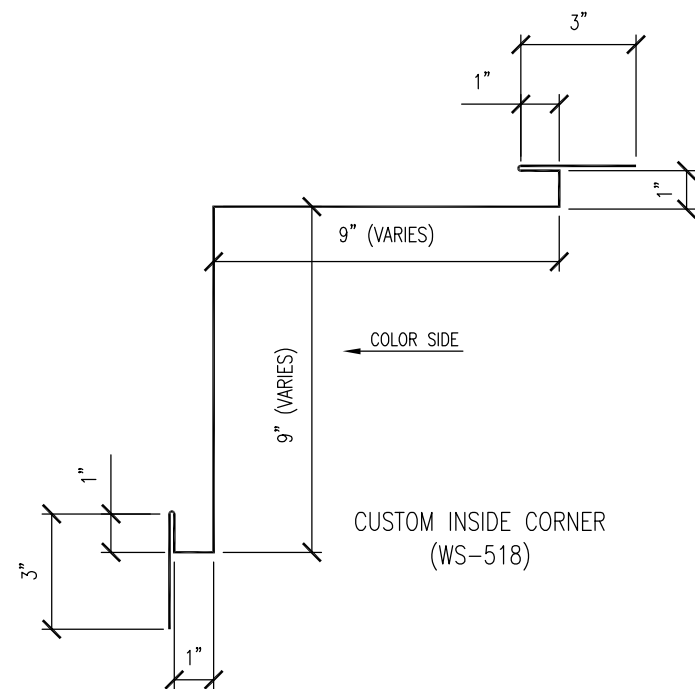 3”
1”
1”
9” (VARIES)
COLOR SIDE
9” (VARIES)
1”
CUSTOM INSIDE CORNER
(WS-518)
3”
1”